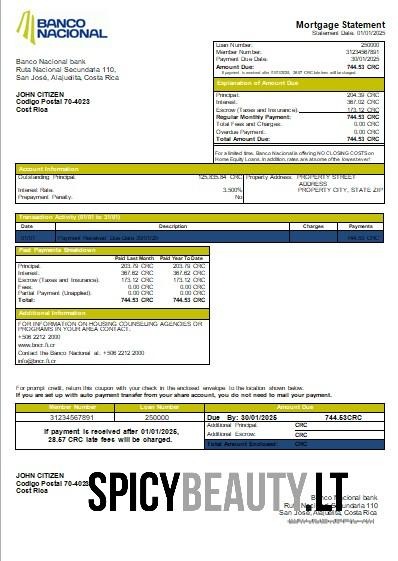 BANCO
NACIONAL
Mortgage Statement
Statement Date: 01/01/2025
Loan Number: 250000
Member Number: 31234567891
Payment Due Date: 30/01/2025
Amount Due: 744.53 CRC
If payment is received after 01/01/2025, 28.57 CRC late fee will be charged.
Banco Nacional bank
Ruta Nacional Secundaria 110,
San José, Alajuelita, Costa Rica
Explanation of Amount Due
Principal: 204.39 CRC
Interest: 367.02 CRC
Escrow (Taxes and Insurance): 173.12 CRC
Regular Monthly Payment: 744.53 CRC
Total Fees and Charges: 0.00 CRC
Overdue Payment: 0.00 CRC
Total Amount Due: 744.53 CRC
JOHN CITIZEN
Codigo Postal 70-4023
Cost Rica
For a limited time, Banco Nacional is offering NO CLOSING COSTS on
Home Equity Loans. In addition, rates are at some of the lowest ever!
Account Information
Outstanding Principal: 125,835.84 CRC
Interest Rate: 3.500%
Prepayment Penalty: No
Property Address: PROPERTY STREET
ADDRESS
PROPERTY CITY, STATE ZIP
Transaction Activity (01/01 to 31/01)
Date Description Charges Payments
01/01 Payment Received Due Date 30/01/25 744.53 CRC
Past Payments Breakdown
Paid Last Month Paid Year To Date
Principal: 203.79 CRC 203.79 CRC
Interest: 367.62 CRC 367.62 CRC
Escrow (Taxes and Insurance): 173.12 CRC 173.12 CRC
Fees: 0.00 CRC 0.00 CRC
Partial Payment (Unapplied): 0.00 CRC 0.00 CRC
Total: 744.53 CRC 744.53 CRC
Additional Information
FOR INFORMATION ON HOUSING COUNSELING AGENCIES OR
PROGRAMS IN YOUR AREA CONTACT:
+506 2212 2000
www.bncr.fi.cr
Contact the Banco Nacional at: +506 2212 2000
info@bncr.fi.cr
For prompt credit, return this coupon with your check in the enclosed envelope to the location shown below.
If you are set up with auto payment transfer from your share account, you do not need to mail your payment.
Member Number Loan Number Amount Due
31234567891 250000 Due By: 30/01/2025 744.53CRC
If payment is received after 01/01/2025,
28.57 CRC late fees will be charged.
Additional Principal: CRC
Additional Escrow: CRC
Total Amount Enclosed: CRC
JOHN CITIZEN
Codigo Postal 70-4023
Cost Rica
SPICYBEAUTY.LT
Banco Nacional bank
Ruta Nacional Secundaria 110
San José, Alajuelita, Costa Rica